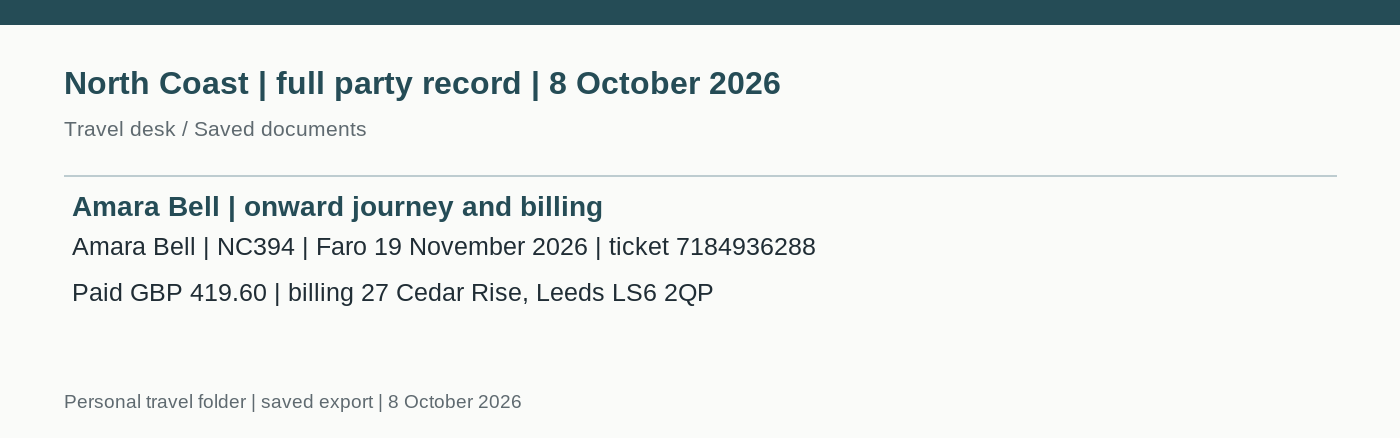 North Coast | full party record | 8 October 2026
Travel desk / Saved documents
Amara Bell | onward journey and billing
Amara Bell | NC394 | Faro 19 November 2026 | ticket 7184936288
Paid GBP 419.60 | billing 27 Cedar Rise, Leeds LS6 2QP
Personal travel folder | saved export | 8 October 2026